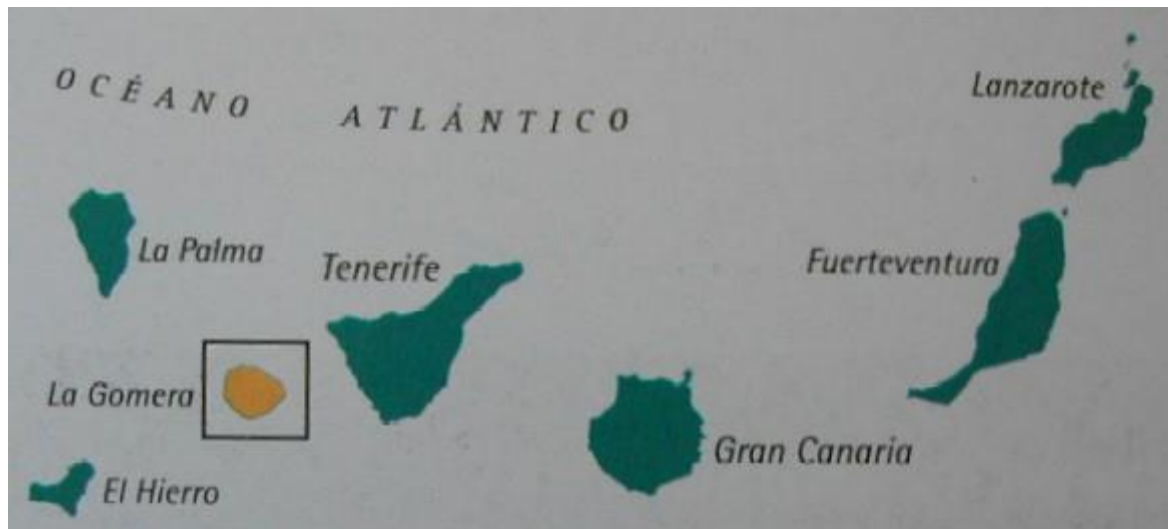 OCÉANO ATLÁNTICO
Lanzarote
La Palma
Tenerife
Fuerteventura
La Gomera
Gran Canaria
El Hierro